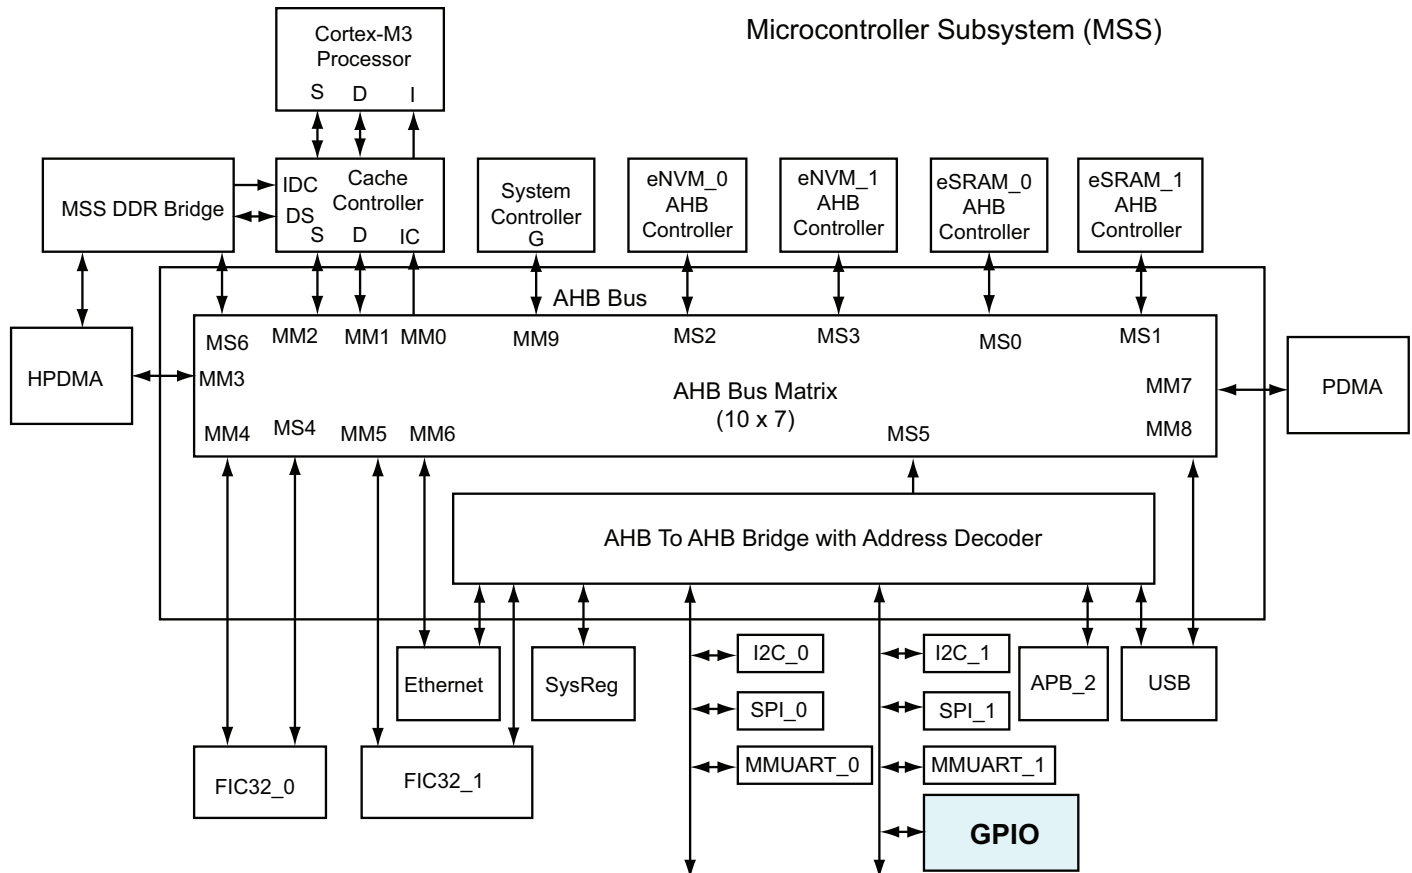 Microcontroller Subsystem (MSS)
Cortex-M3
Processor
S D I
MSS DDR Bridge
IDC
Cache
Controller
DS
S D IC
System
Controller
G
eNVM_0
AHB
Controller
eNVM_1
AHB
Controller
eSRAM_0
AHB
Controller
eSRAM_1
AHB
Controller
AHB Bus
HPDMA
MS6 MM2 MM1 MM0 MM9 MS2 MS3 MS0 MS1
MM3
AHB Bus Matrix
(10 x 7)
MM7
MM8
MM4 MS4 MM5 MM6 MS5
PDMA
AHB To AHB Bridge with Address Decoder
Ethernet
SysReg
I2C_0
SPI_0
MMUART_0
I2C_1
SPI_1
MMUART_1
APB_2
USB
FIC32_0
FIC32_1
GPIO